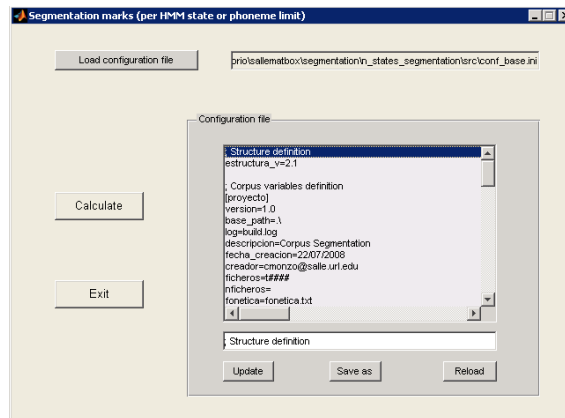 Segmentation marks (per HMM state or phoneme limit)
Load configuration file
prio\sallematbox\segmentation\n_states_segmentation\src\conf_base.ini
Configuration file
; Structure definition
estructura_v=2.1
; Corpus variables definition
[proyecto]
version=1.0
base_path=.\
log=build.log
descripcion=Corpus Segmentation
fecha_creacion=22/07/2008
creador=cmonzo@salle.url.edu
ficheros=t####
nficheros=
fonetica=fonetica.txt
Calculate
Exit
; Structure definition
Update
Save as
Reload